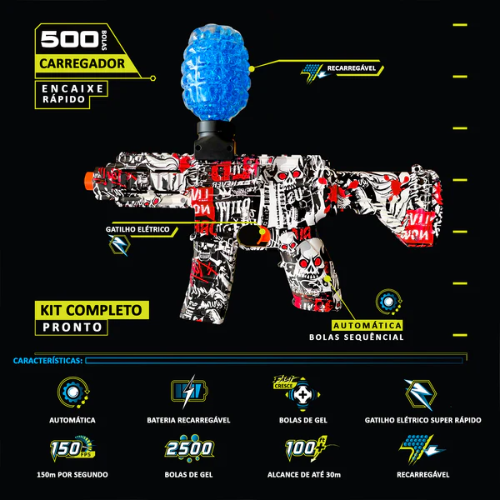 500 BOLAS
CARREGADOR
ENCAIXE
RÁPIDO
RECARREGÁVEL
GATILHO ELÉTRICO
KIT COMPLETO
PRONTO
AUTOMÁTICA
BOLAS SEQUÊNCIAL
CARACTERÍSTICAS:
CRESCE
AUTOMÁTICA
BATERIA RECARREGÁVEL
BOLAS DE GEL
GATILHO ELÉTRICO SUPER RÁPIDO
150 FPS
2500
100
150m POR SEGUNDO
BOLAS DE GEL
ALCANCE DE ATÉ 30m
RECARREGÁVEL